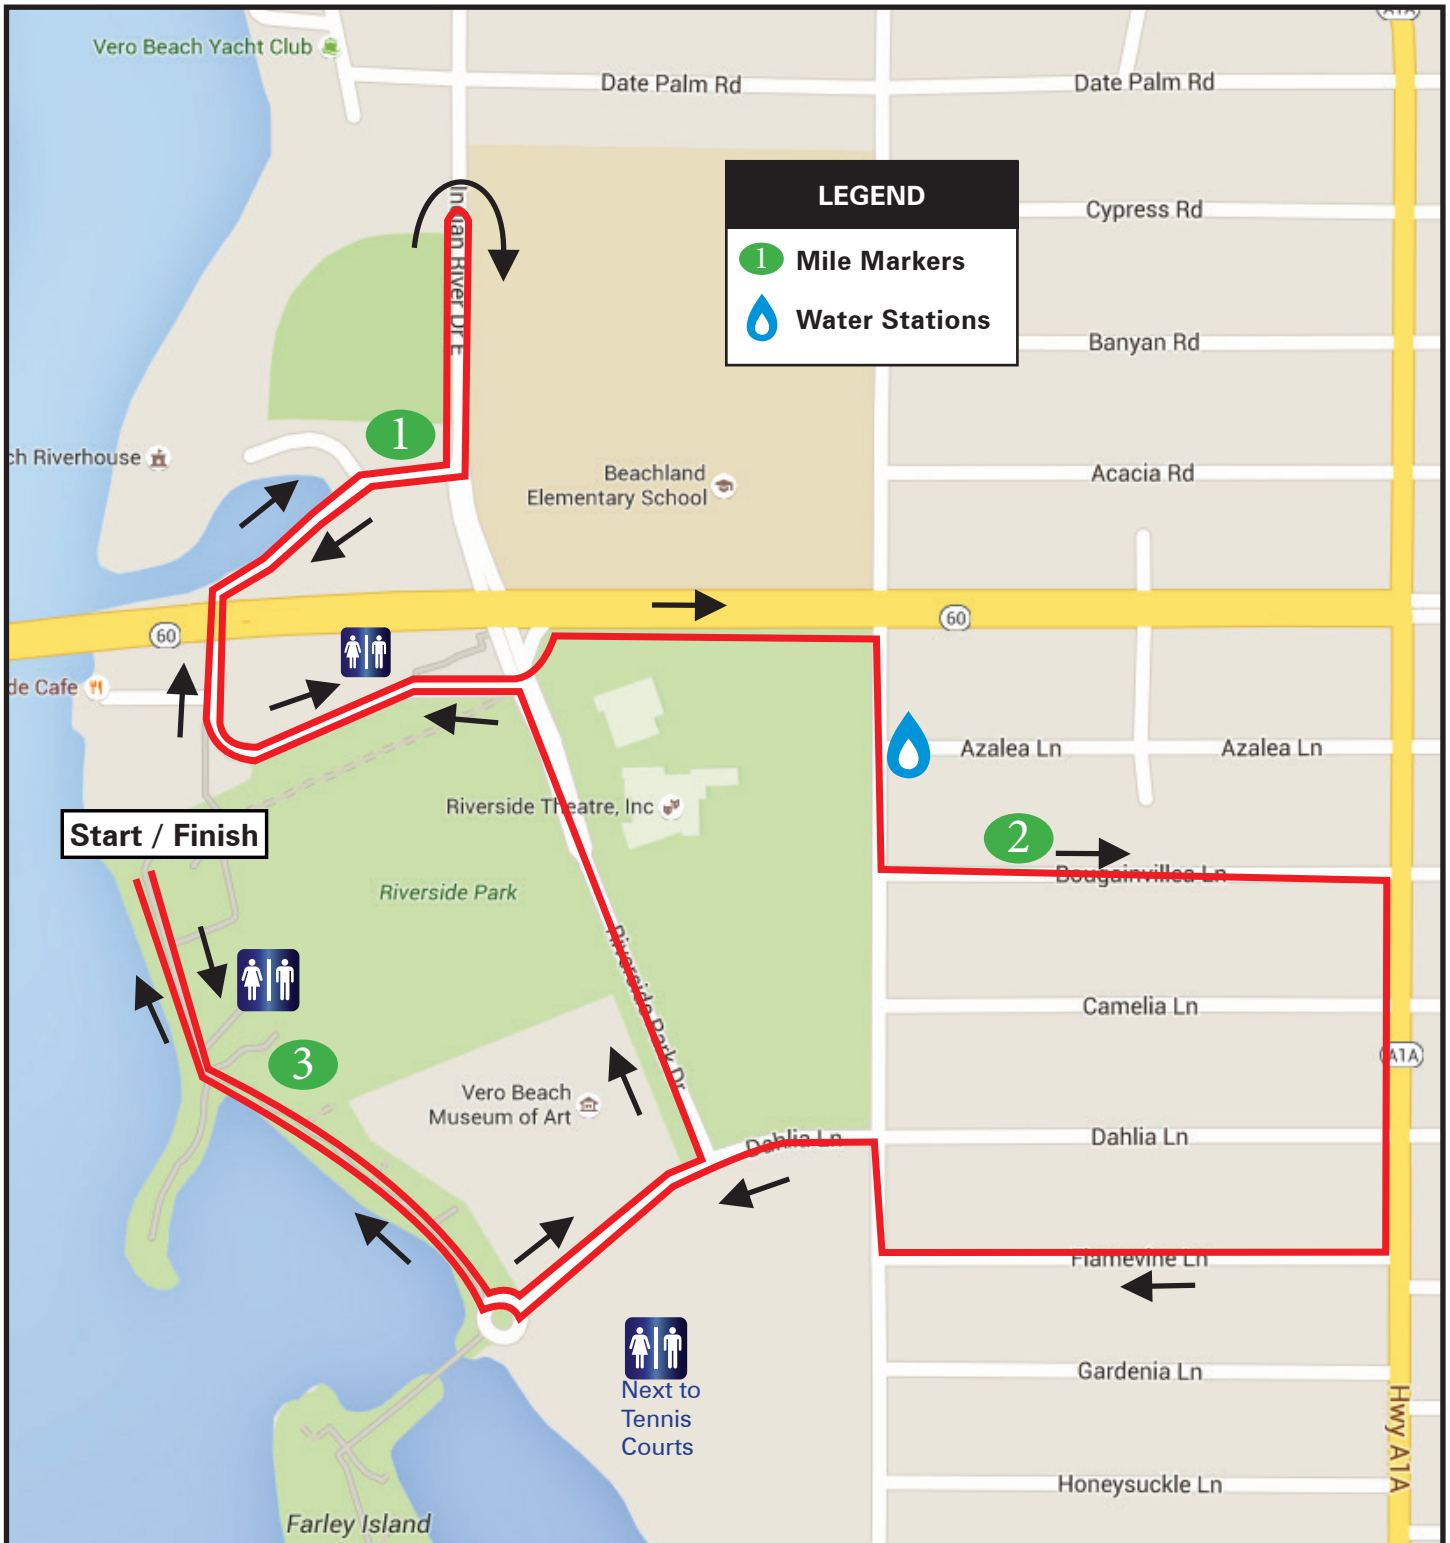 A1A
Vero Beach Yacht Club
Date Palm Rd
Date Palm Rd
LEGEND
1 Mile Markers
Water Stations
Cypress Rd
Indian River Dr E
Banyan Rd
1
ch Riverhouse
Beachland
Elementary School
Acacia Rd
60
60
de Cafe
Azalea Ln
Azalea Ln
Riverside Theatre, Inc
Start / Finish
2
Bougainvillea Ln
Riverside Park
Riverside Park Dr
Camelia Ln
A1A
3
Vero Beach
Museum of Art
Dahlia Ln
Dahlia Ln
Flamevine Ln
Next to
Tennis
Courts
Gardenia Ln
Hwy A1A
Honeysuckle Ln
Farley Island